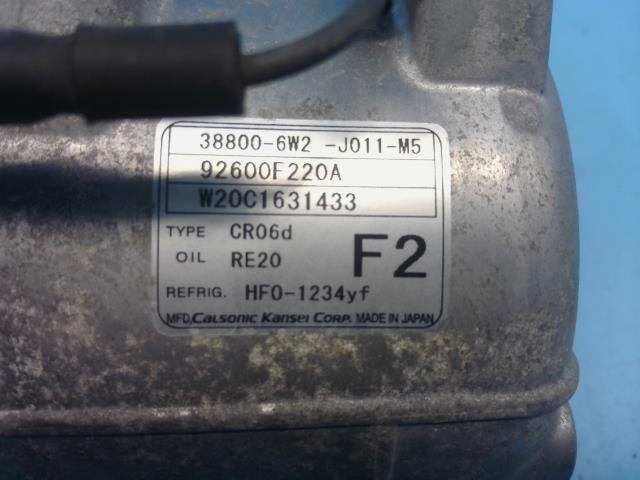 38800-6W2 -J011-M5
92600F220A
W20C1631433
TYPE CR06d
OIL RE20
F2
REFRIG. HFO-1234yf
MFD. CALSONIC KANSEI CORP. MADE IN JAPAN